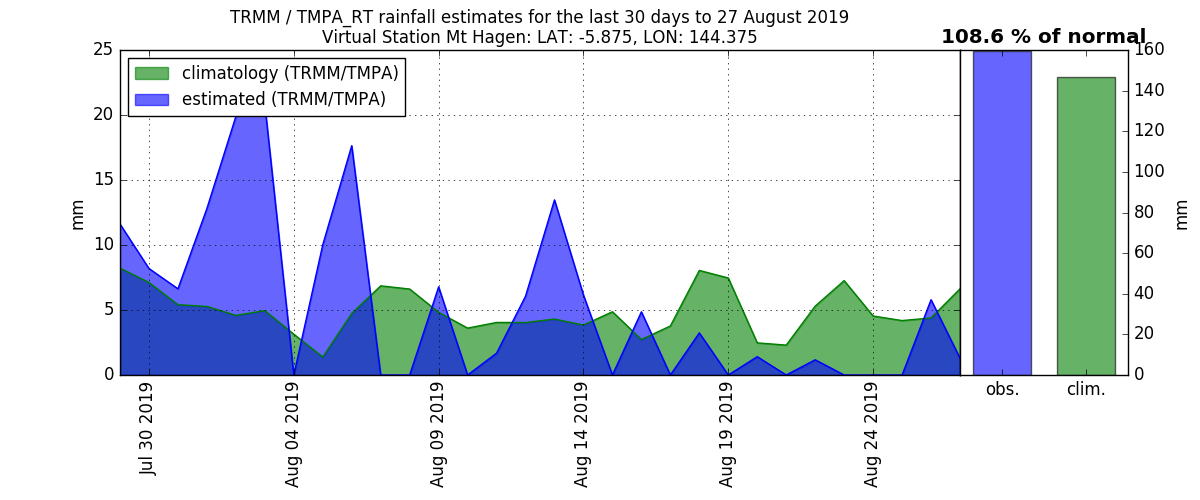 TRMM / TMPA_RT rainfall estimates for the last 30 days to 27 August 2019
Virtual Station Mt Hagen: LAT: -5.875, LON: 144.375
108.6 % of normal
climatology (TRMM/TMPA)
estimated (TRMM/TMPA)
25
20
15
10
5
0
mm
Jul 30 2019
Aug 04 2019
Aug 09 2019
Aug 14 2019
Aug 19 2019
Aug 24 2019
160
140
120
100
80
60
40
20
0
mm
obs.
clim.